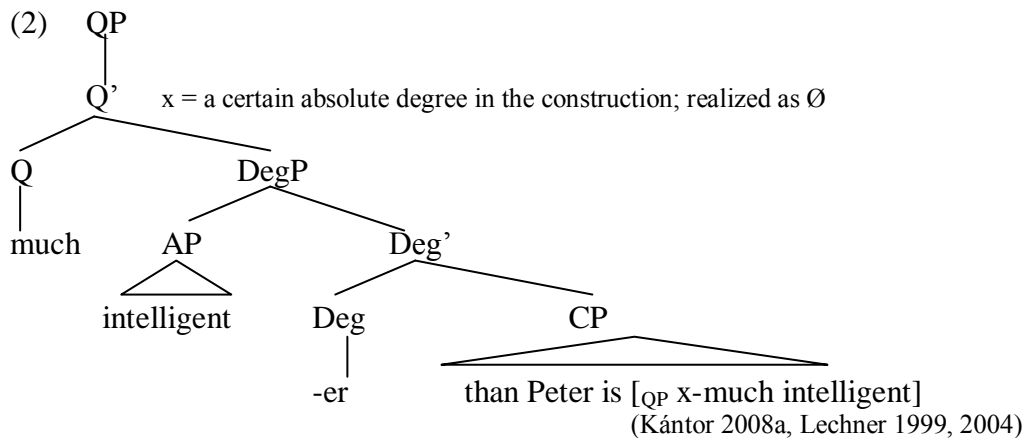 (2) QP
Q’ x = a certain absolute degree in the construction; realized as Ø
Q DegP
much AP Deg’
intelligent Deg CP
-er than Peter is [QP x-much intelligent]
(Kántor 2008a, Lechner 1999, 2004)